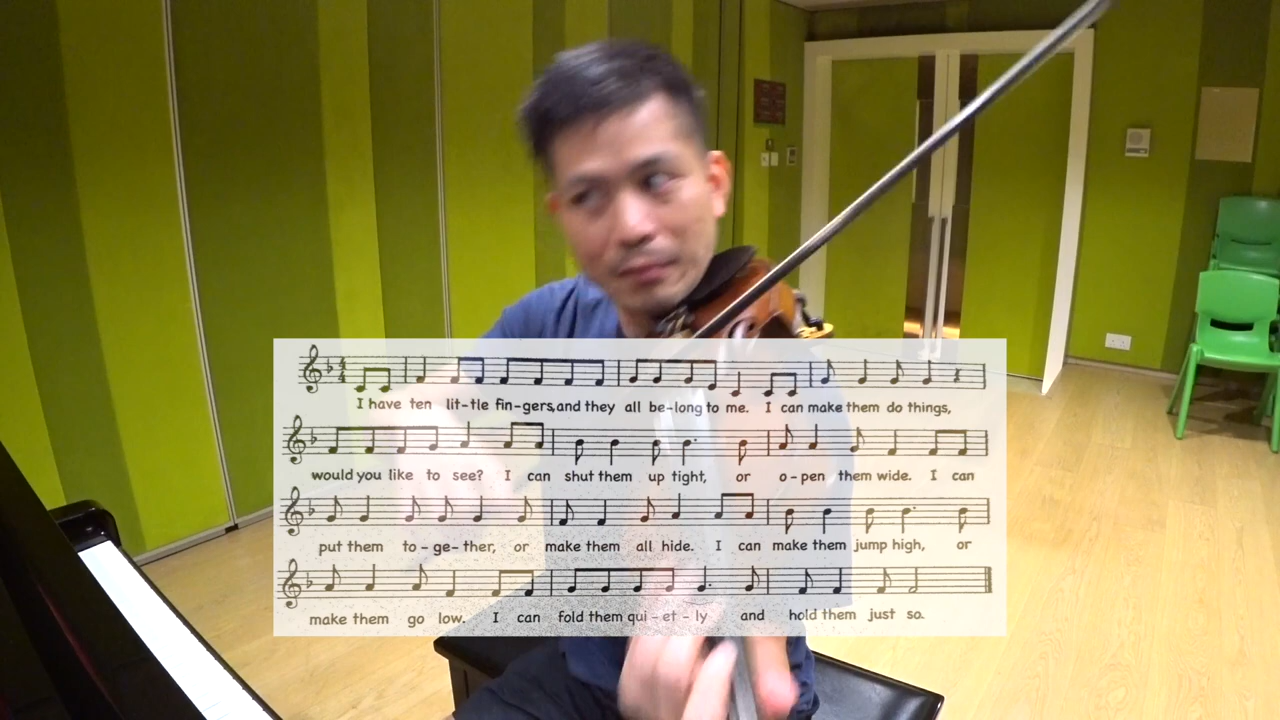 I have ten lit-tle fin-gers, and they all be-long to me. I can make them do things,
would you like to see? I can shut them up tight, or o-pen them wide. I can
put them to-ge-ther, or make them all hide. I can make them jump high, or
make them go low. I can fold them qui-et-ly and hold them just so.